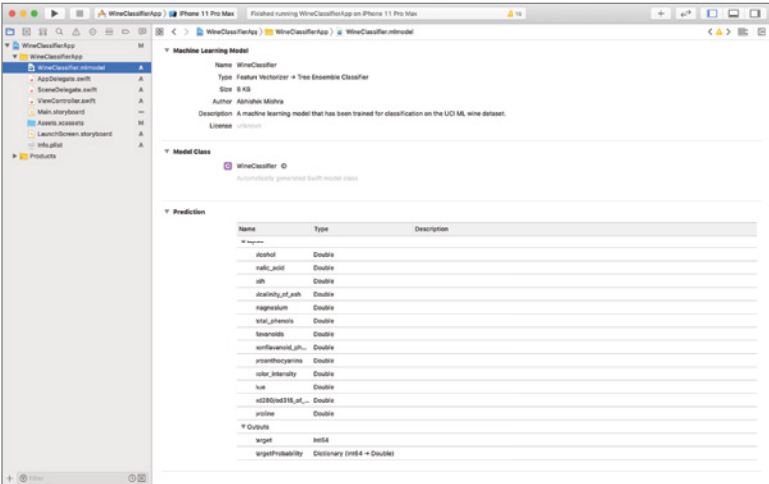 WineClassifierApp
iPhone 11 Pro Max
Finished running WineClassifierApp on iPhone 11 Pro Max
WineClassifierApp M
WineClassifierApp
WineClassifier.mlmodel A
AppDelegate.swift A
SceneDelegate.swift A
ViewController.swift M
Main.storyboard
Assets.xcassets M
LaunchScreen.storyboard A
Info.plist A
Products
Filter
WineClassifierApp WineClassifierApp WineClassifier.mlmodel
Machine Learning Model
Name WineClassifier
Type Feature Vectorizer → Tree Ensemble Classifier
Size 8 KB
Author Abhishek Mishra
Description A machine learning model that has been trained for classification on the UCI ML wine dataset.
License unknown
Model Class
C WineClassifier
Automatically generated Swift model class
Prediction
Name Type Description
Inputs
alcohol Double
malic_acid Double
ash Double
alcalinity_of_ash Double
magnesium Double
total_phenols Double
flavanoids Double
nonflavanoid_ph... Double
proanthocyanins Double
color_intensity Double
hue Double
od280/od315_of_... Double
proline Double
Outputs
target Int64
targetProbability Dictionary (Int64 → Double)